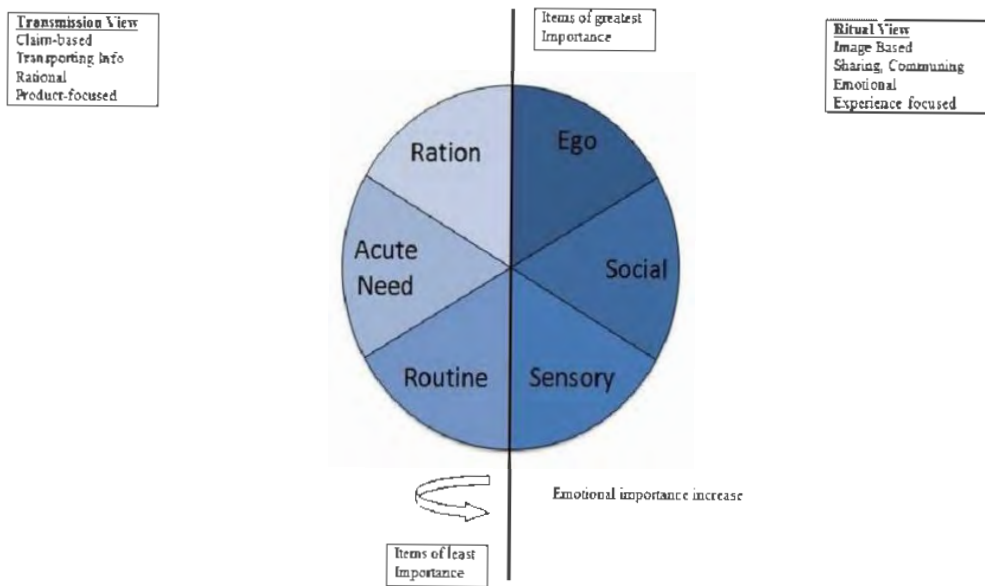 Transmission View
Claim-based
Transporting Info
Rational
Product-focused
Items of greatest
Importance
Ritual View
Image Based
Sharing, Communing
Emotional
Experience focused
Ration
Ego
Acute
Need
Social
Routine
Sensory
Emotional importance increase
Items of least
Importance